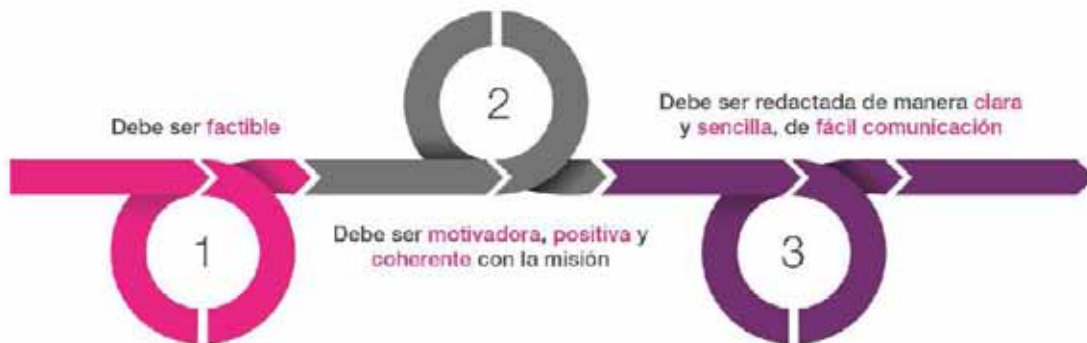 Debe ser factible
1
2
Debe ser motivadora, positiva y
coherente con la misión
Debe ser redactada de manera clara
y sencilla, de fácil comunicación
3